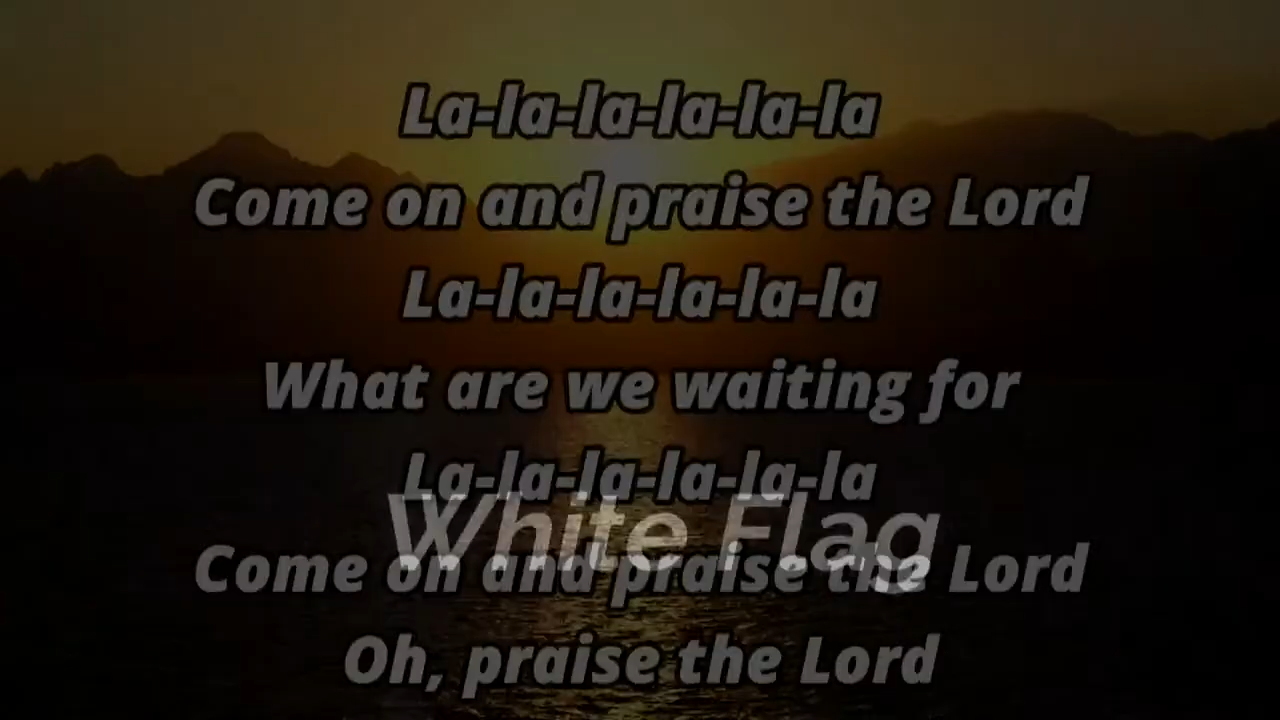 La-la-la-la-la-la
Come on and praise the Lord
La-la-la-la-la-la
What are we waiting for
La-la-la-la-la-la
White Flag
Come on and praise the Lord
Oh, praise the Lord